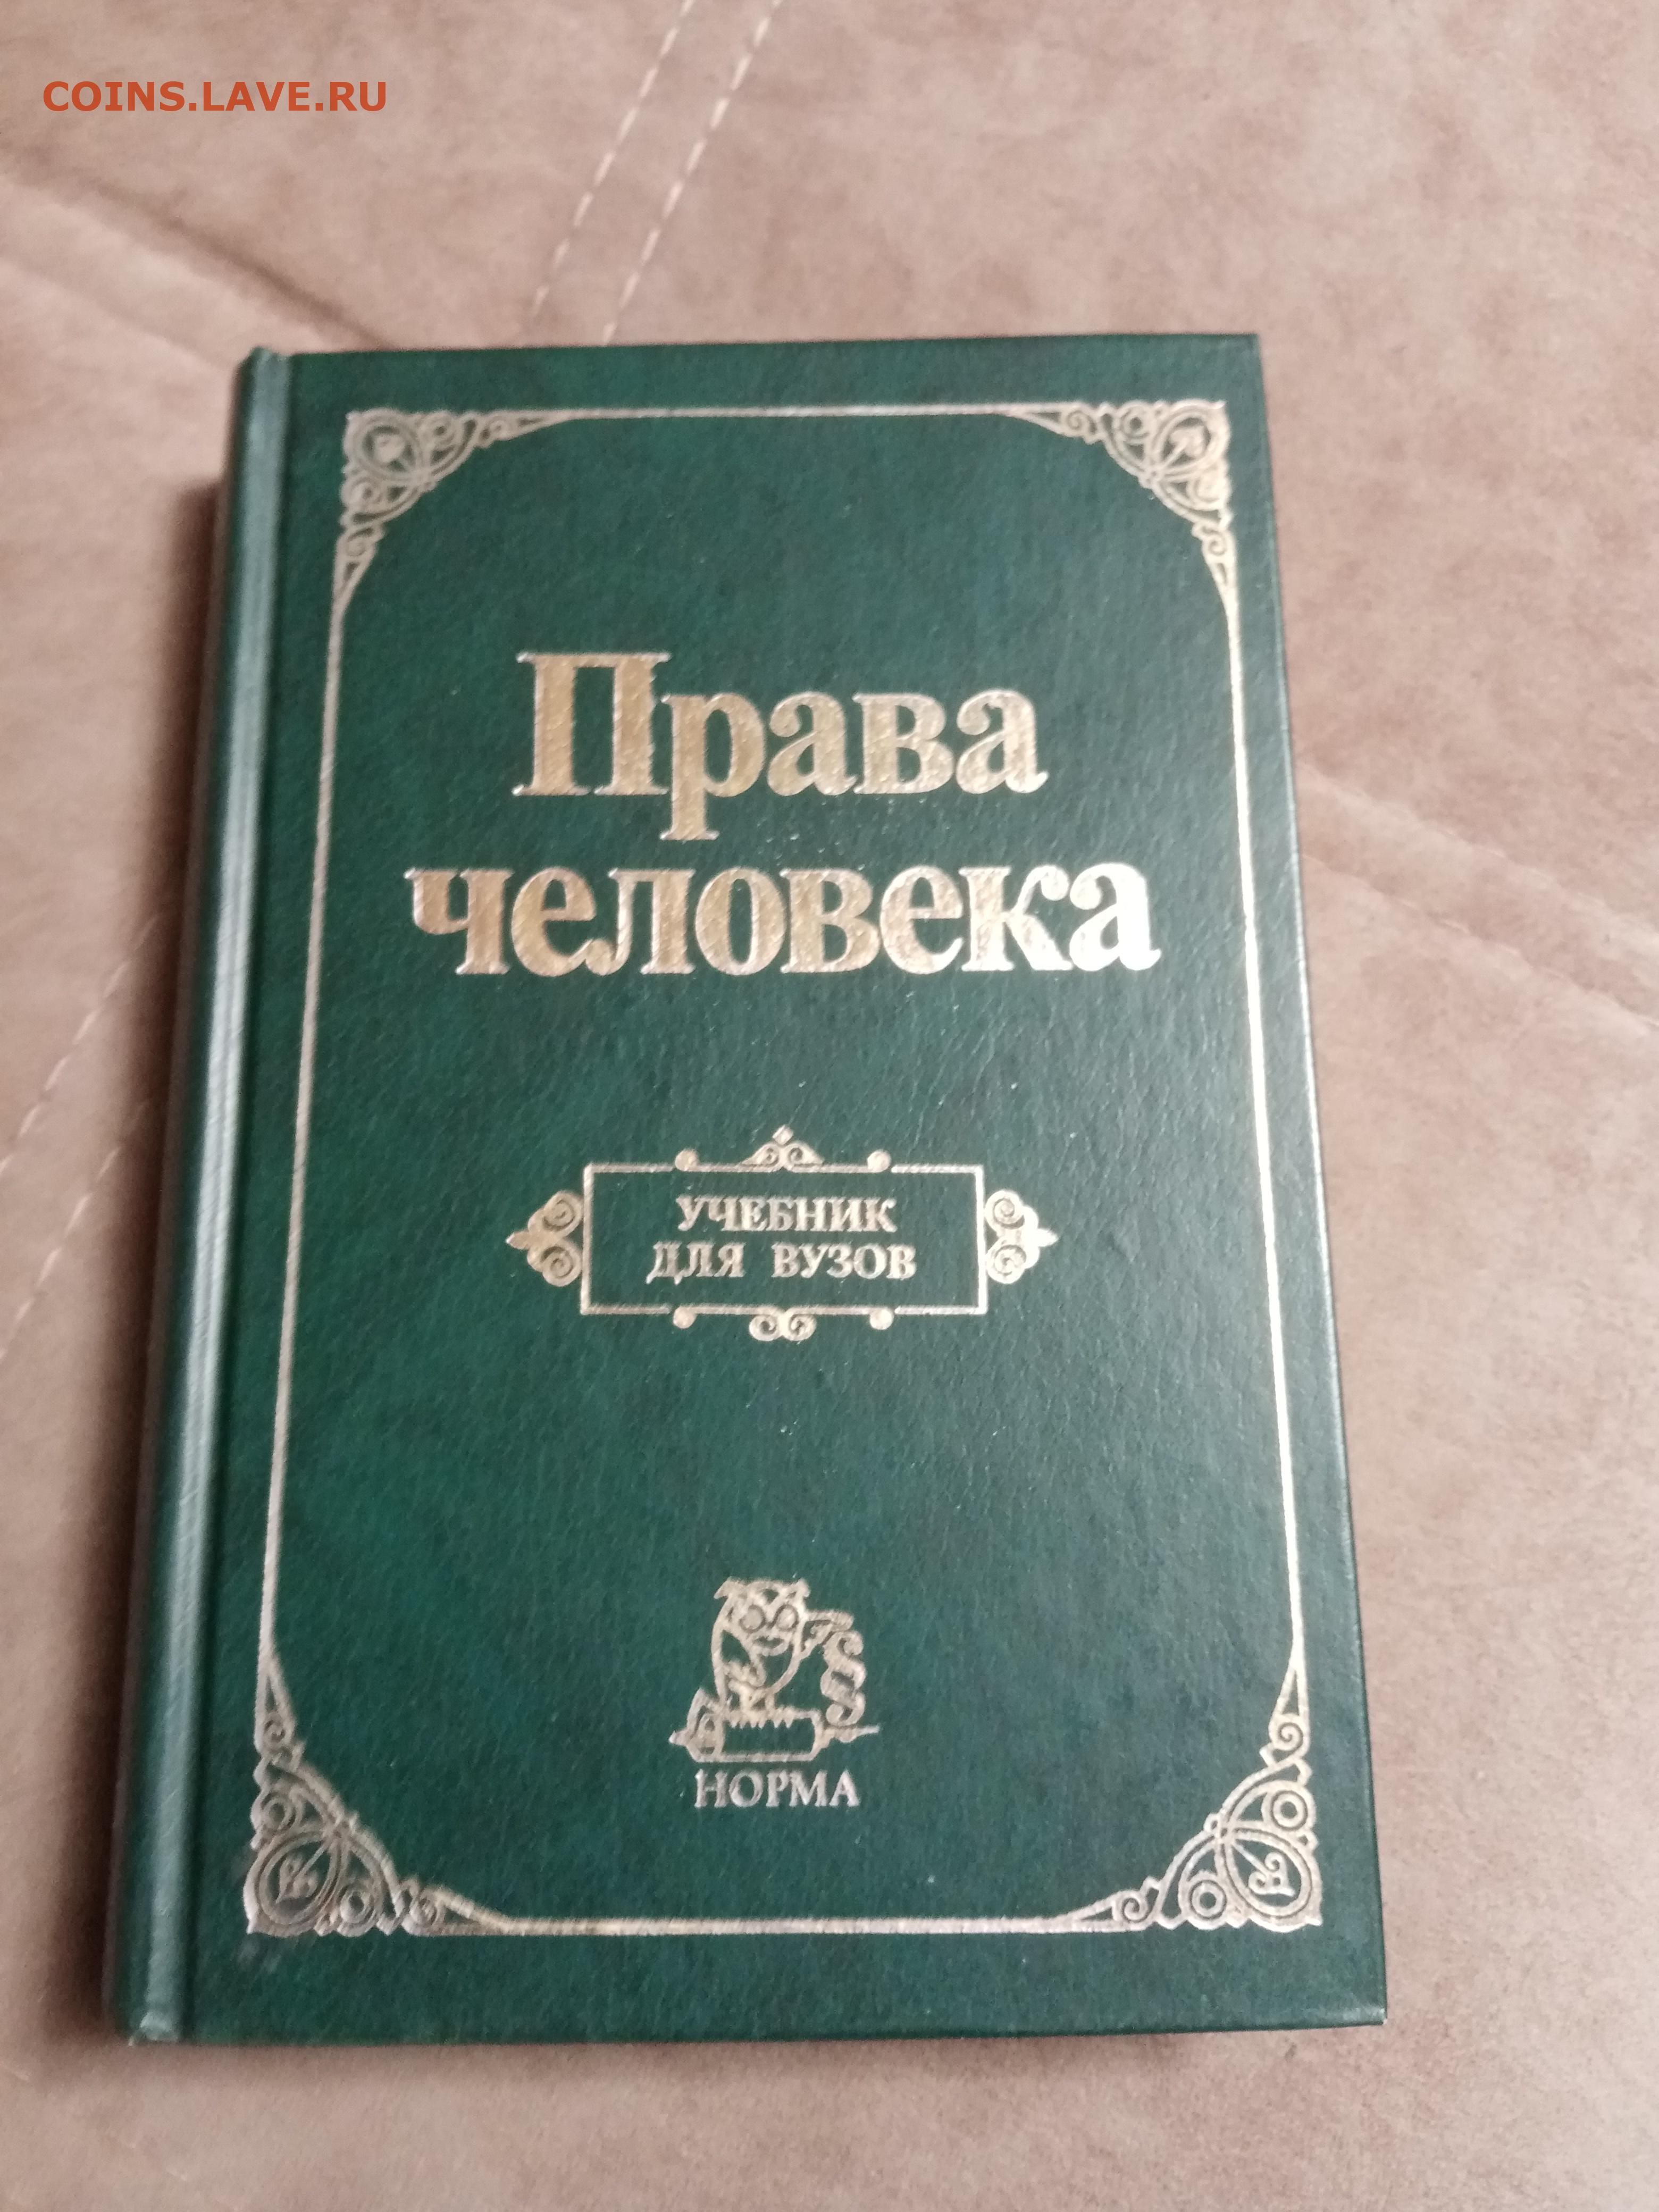 COINS.LAVE.RU
Права
человека
УЧЕБНИК
ДЛЯ ВУЗОВ
НОРМА